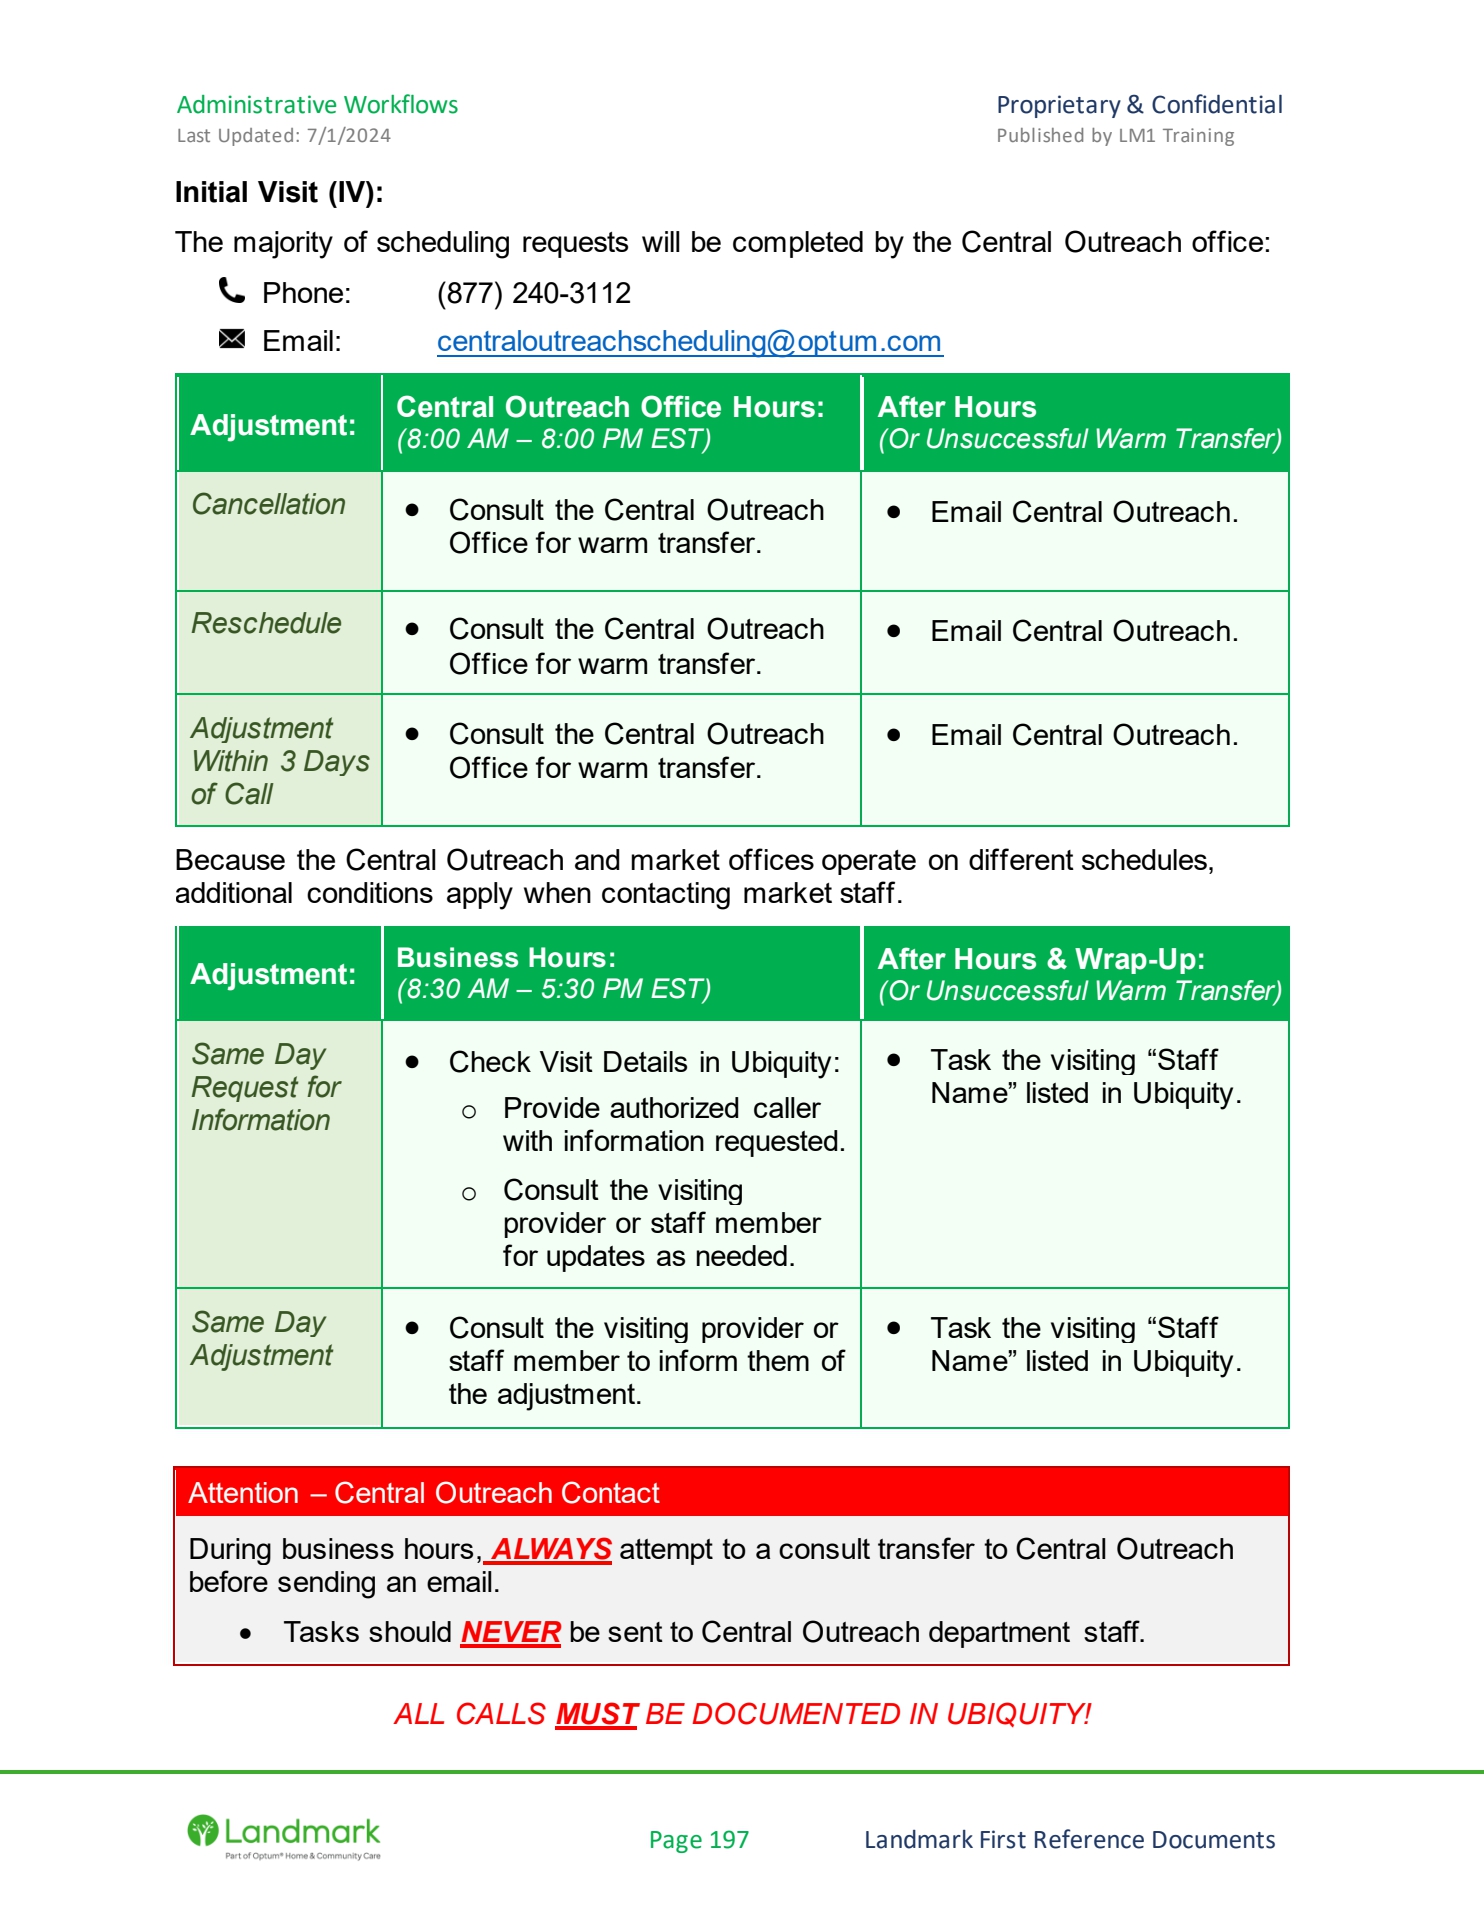 Administrative Workflows
Proprietary & Confidential
Last Updated: 7/1/2024
Published by LM1 Training
Initial Visit (IV):
The majority of scheduling requests will be completed by the Central Outreach office:
Phone: (877) 240-3112
Email: centraloutreachscheduling@optum.com
Adjustment:
Central Outreach Office Hours:
(8:00 AM – 8:00 PM EST)
After Hours
(Or Unsuccessful Warm Transfer)
Cancellation
• Consult the Central Outreach
Office for warm transfer.
• Email Central Outreach.
Reschedule
• Consult the Central Outreach
Office for warm transfer.
• Email Central Outreach.
Adjustment
Within 3 Days
of Call
• Consult the Central Outreach
Office for warm transfer.
• Email Central Outreach.
Because the Central Outreach and market offices operate on different schedules,
additional conditions apply when contacting market staff.
Adjustment:
Business Hours:
(8:30 AM – 5:30 PM EST)
After Hours & Wrap-Up:
(Or Unsuccessful Warm Transfer)
Same Day
Request for
Information
• Check Visit Details in Ubiquity:
o Provide authorized caller
with information requested.
o Consult the visiting
provider or staff member
for updates as needed.
• Task the visiting “Staff
Name” listed in Ubiquity.
Same Day
Adjustment
• Consult the visiting provider or
staff member to inform them of
the adjustment.
• Task the visiting “Staff
Name” listed in Ubiquity.
Attention – Central Outreach Contact
During business hours, ALWAYS attempt to a consult transfer to Central Outreach
before sending an email.
• Tasks should NEVER be sent to Central Outreach department staff.
ALL CALLS MUST BE DOCUMENTED IN UBIQUITY!
Landmark
Part of Optum® Home & Community Care
Page 197
Landmark First Reference Documents